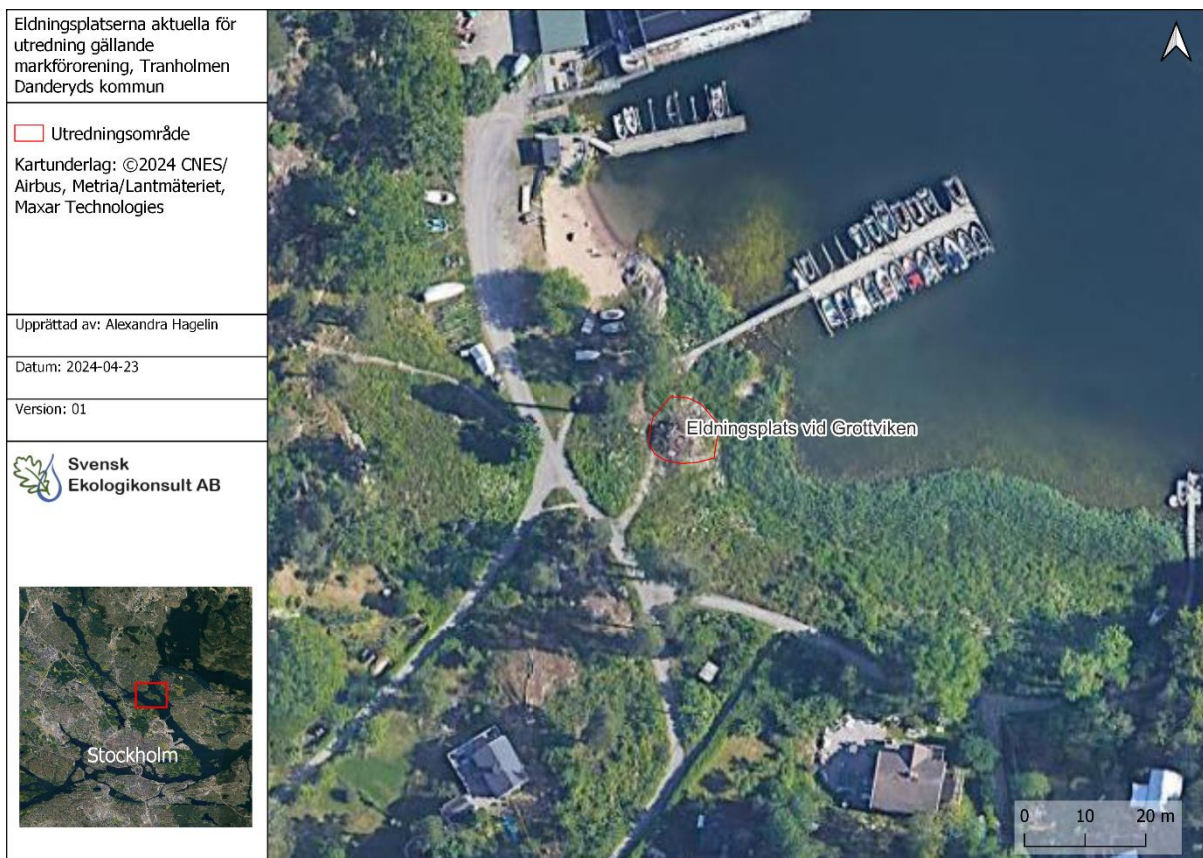 Eldningsplatserna aktuella för
utredning gällande
markförorening, Tranholmen
Danderyds kommun
Utredningsområde
Kartunderlag: ©2024 CNES/
Airbus, Metria/Lantmäteriet,
Maxar Technologies
Upprättad av: Alexandra Hagelin
Datum: 2024-04-23
Version: 01
Svensk
Ekologikonsult AB
Stockholm
Eldningsplats vid Grottviken
0 10 20 m